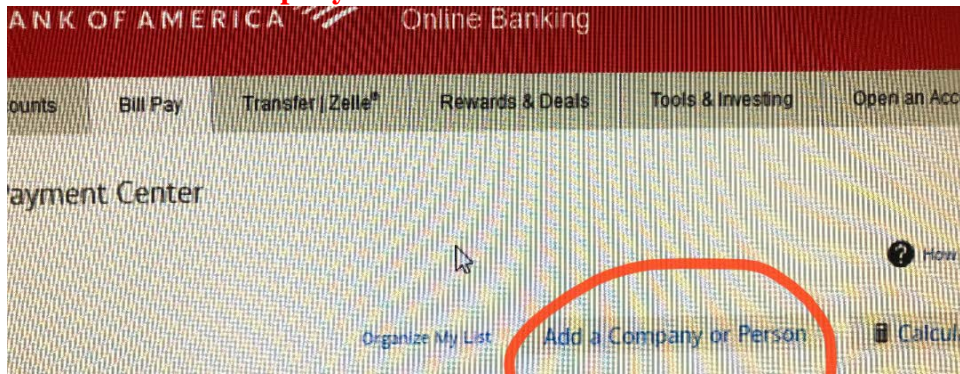 ANK OF AMERICA Online Banking
ounts Bill Pay Transfer | Zelle® Rewards & Deals Tools & Investing Open an Acc
ayment Center
? How
Organize My List Add a Company or Person Calcul